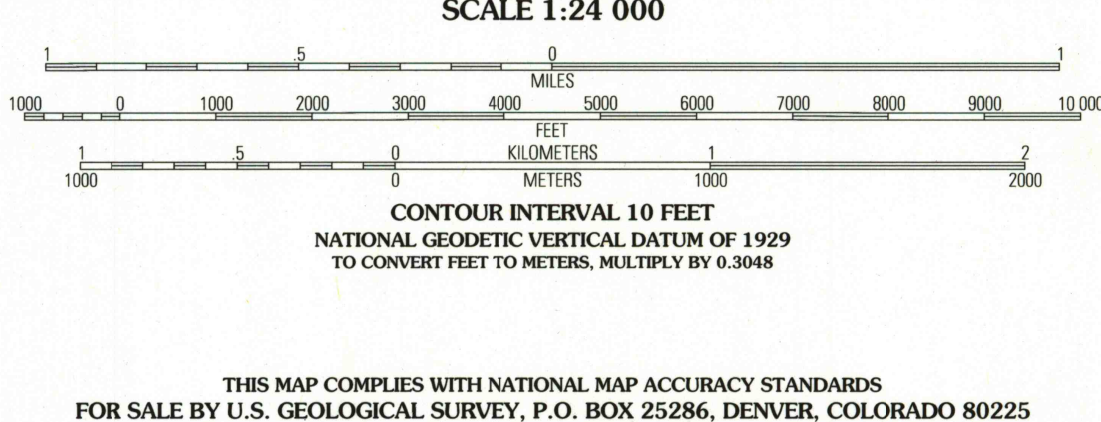 SCALE 1:24 000
1 .5 0 1
MILES
1000 0 1000 2000 3000 4000 5000 6000 7000 8000 9000 10 000
FEET
1 .5 0 KILOMETERS 1 2
1000 0 METERS 1000 2000
CONTOUR INTERVAL 10 FEET
NATIONAL GEODETIC VERTICAL DATUM OF 1929
TO CONVERT FEET TO METERS, MULTIPLY BY 0.3048
THIS MAP COMPLIES WITH NATIONAL MAP ACCURACY STANDARDS
FOR SALE BY U.S. GEOLOGICAL SURVEY, P.O. BOX 25286, DENVER, COLORADO 80225